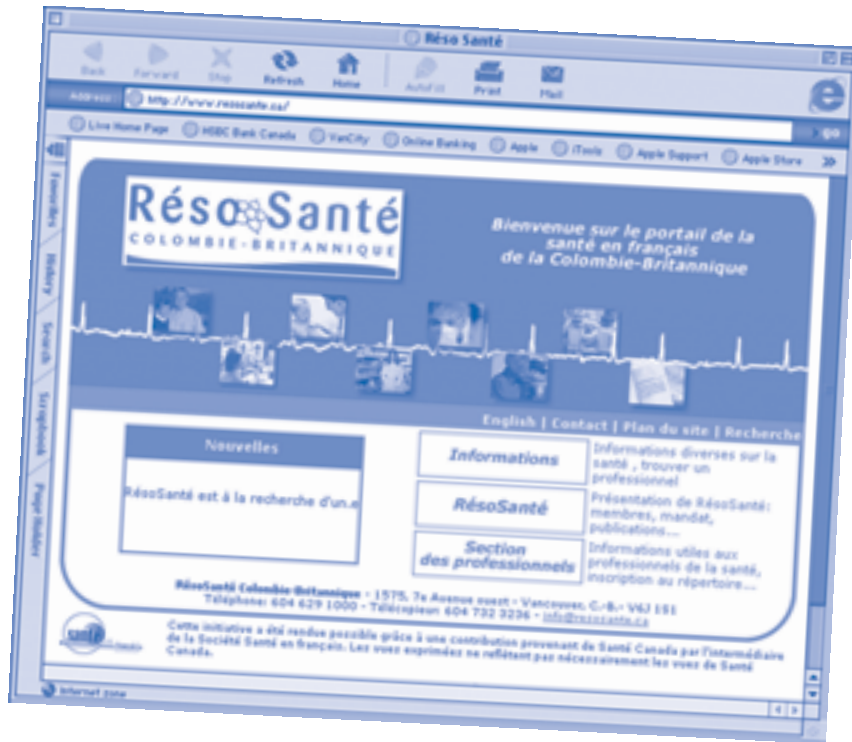 Réso Santé
Back Forward Stop Refresh Home AutoFill Print Mail
Address http://www.resosante.ca/ go
Live Home Page HSBC Bank Canada VanCity Online Banking Apple iTools Apple Support Apple Store
Favorites
History
Search
Scrapbook
Page Holder
RésoSanté
COLOMBIE-BRITANNIQUE
Bienvenue sur le portail de la
santé en français
de la Colombie-Britannique
English | Contact | Plan du site | Recherche
Nouvelles
RésoSanté est à la recherche d'un.e
Informations
Informations diverses sur la
santé , trouver un
professionnel
RésoSanté
Présentation de RésoSanté:
membres, mandat,
publications...
Section
des professionnels
Informations utiles aux
professionnels de la santé,
inscription au répertoire...
RésoSanté Colombie-Britannique - 1575, 7e Avenue ouest - Vancouver, C.-B.- V6J 1S1
Téléphone: 604 629 1000 - Télécopieur: 604 732 3236 - info@resosante.ca
santé
Cette initiative a été rendue possible grâce à une contribution provenant de Santé Canada par l'intermédiaire
de la Société Santé en français. Les vues exprimées ne reflétant pas nécessairement les vues de Santé
Canada.
Internet zone